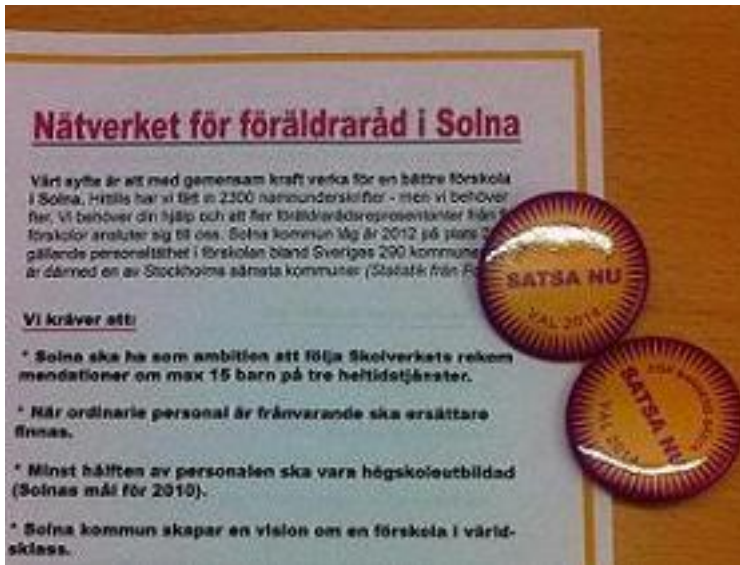 Nätverket för föräldraråd i Solna
Vårt syfte är att med gemensam kraft verka för en bättre förskola
i Solna. Hittills har vi fått in 2300 namnunderskrifter - men vi behöver
fler. Vi behöver din hjälp och att fler föräldrarådsrepresentanter från
förskolor ansluter sig till oss. Solna kommun låg år 2012 på plats
gällande personaltäthet i förskolan bland Sveriges 290 kommuner
är därmed en av Stockholms sämsta kommuner (Statistik från
Vi kräver att:
* Solna ska ha som ambition att följa Skolverkets rekom
mendationer om max 15 barn på tre heltidstjänster.
* När ordinarie personal är frånvarande ska ersättare
finnas.
* Minst hälften av personalen ska vara högskoleutbildad
(Solnas mål för 2010).
* Solna kommun skapar en vision om en förskola i värld-
sklass.
SATSA NU
VAL 2014
SATSA NU
VAL 2014